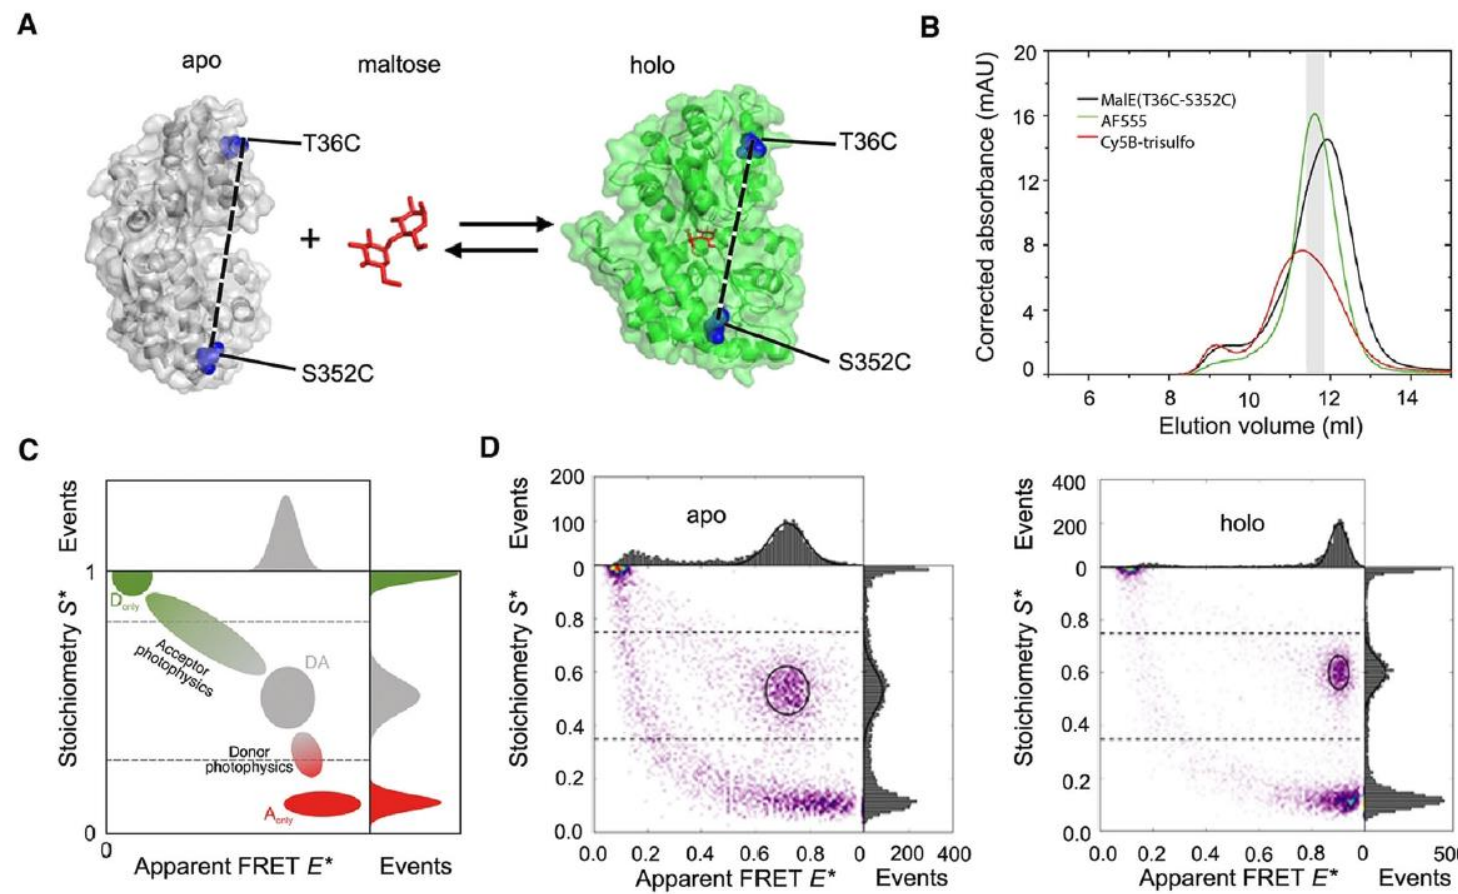 A
apo
maltose
holo
T36C
T36C
+
S352C
S352C
B
Corrected absorbance (mAU)
20
16
12
8
4
0
MalE(T36C-S352C)
AF555
Cy5B-trisulfo
6
8
10
12
14
Elution volume (ml)
C
Events
Stoichiometry S*
1
0
D only
Acceptor
photophysics
DA
Donor
photophysics
A only
0
Apparent FRET E*
Events
D
Events
200
100
0
apo
Stoichiometry S*
0.8
0.6
0.4
0.2
0.0
0.0
0.2
0.4
0.6
0.8
0
200
400
Apparent FRET E*
Events
Events
400
200
0
holo
Stoichiometry S*
0.8
0.6
0.4
0.2
0.0
0.0
0.2
0.4
0.6
0.8
0
Apparent FRET E*
Events